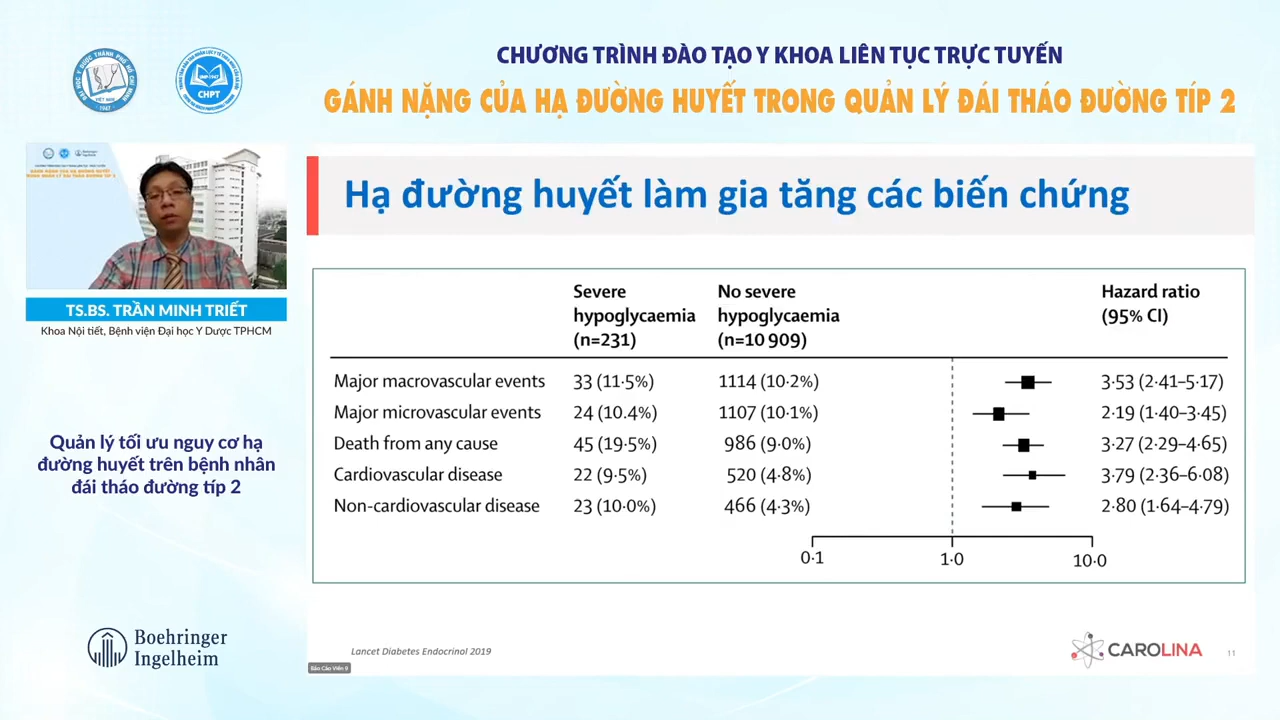 CHƯƠNG TRÌNH ĐÀO TẠO Y KHOA LIÊN TỤC TRỰC TUYẾN
GÁNH NẶNG CỦA HẠ ĐƯỜNG HUYẾT TRONG QUẢN LÝ ĐÁI THÁO ĐƯỜNG TÍP 2
CHPT
TS.BS. TRẦN MINH TRIẾT
Khoa Nội tiết, Bệnh viện Đại học Y Dược TPHCM
Quản lý tối ưu nguy cơ hạ
đường huyết trên bệnh nhân
đái tháo đường típ 2
Boehringer
Ingelheim
Hạ đường huyết làm gia tăng các biến chứng
Severe hypoglycaemia (n=231) No severe hypoglycaemia (n=10 909) Hazard ratio (95% CI)
Major macrovascular events 33 (11·5%) 1114 (10·2%) 3·53 (2·41–5·17)
Major microvascular events 24 (10.4%) 1107 (10·1%) 2·19 (1·40–3·45)
Death from any cause 45 (19·5%) 986 (9·0%) 3·27 (2·29–4·65)
Cardiovascular disease 22 (9·5%) 520 (4·8%) 3·79 (2·36–6·08)
Non-cardiovascular disease 23 (10·0%) 466 (4·3%) 2·80 (1·64–4·79)
0·1 1·0 10·0
Lancet Diabetes Endocrinol 2019
CAROLINA
11
Báo Cáo Viên 9